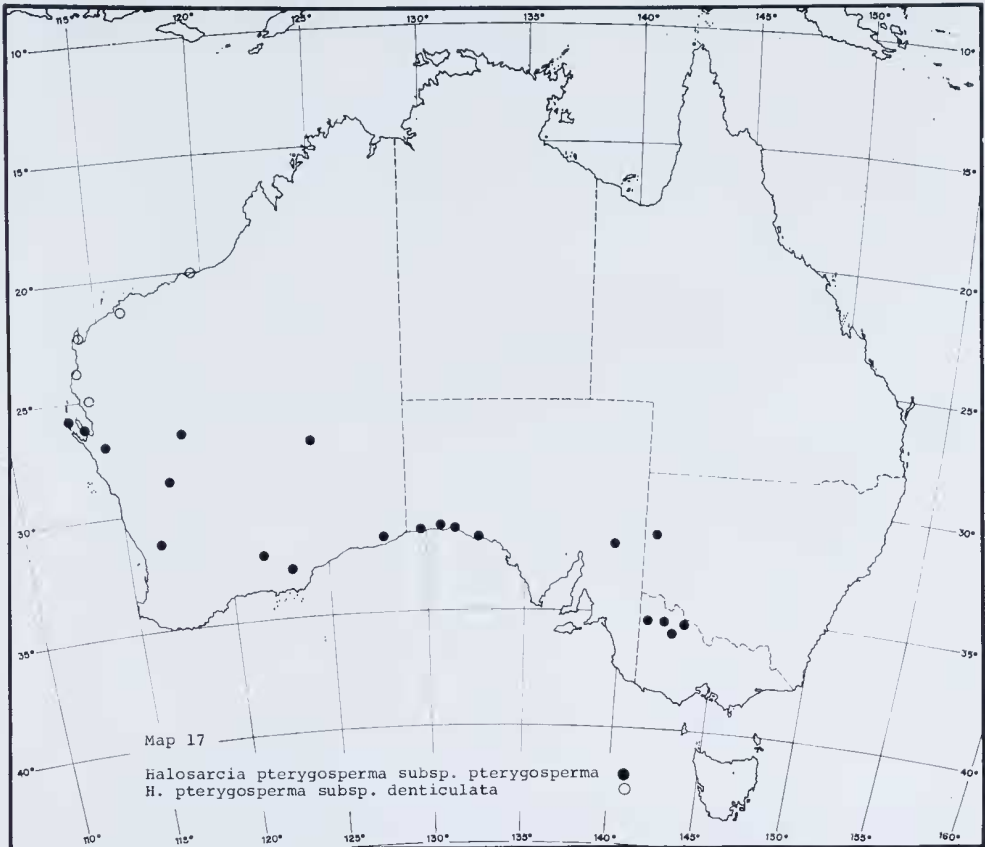 115° 120° 125° 130° 135° 140° 145° 150°
10° 10°
15° 15°
20° 20°
25° 25°
30° 30°
35° 35°
40° 40°
Map 17
Halosarcia pterygosperma subsp. pterygosperma
H. pterygosperma subsp. denticulata
110° 115° 120° 125° 130° 135° 140° 145° 150° 155° 160°